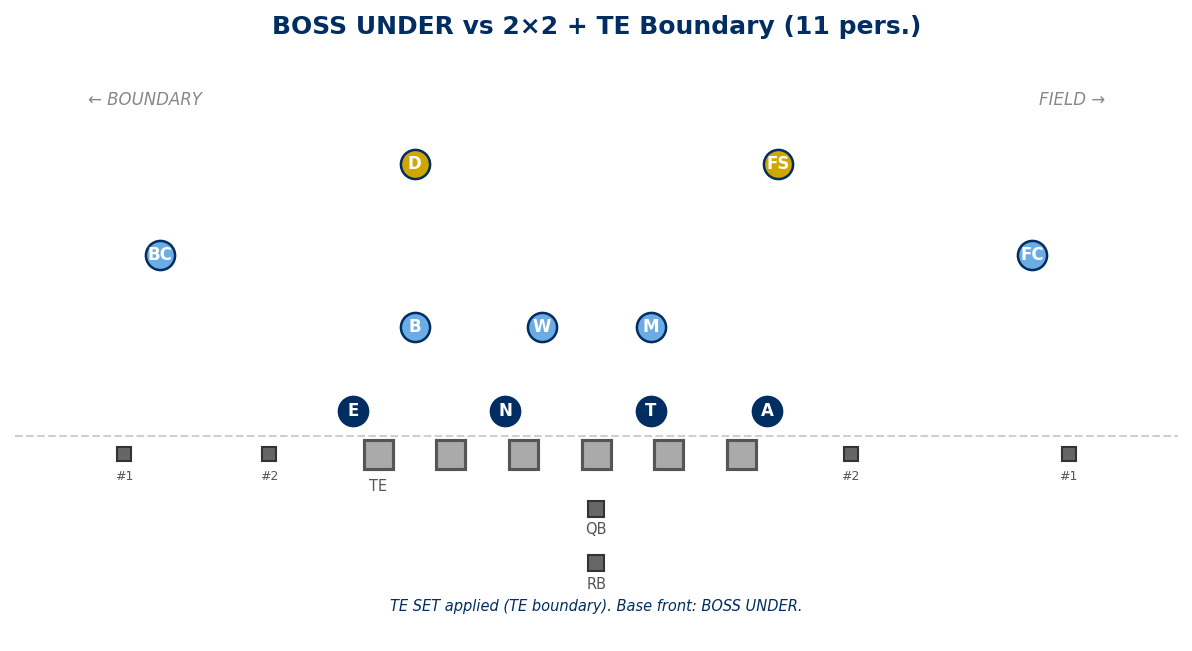 BOSS UNDER vs 2×2 + TE Boundary (11 pers.)
← BOUNDARY
FIELD →
D
FS
BC
FC
B
W
M
E
N
T
A
#1
#2
TE
#2
#1
QB
RB
TE SET applied (TE boundary). Base front: BOSS UNDER.